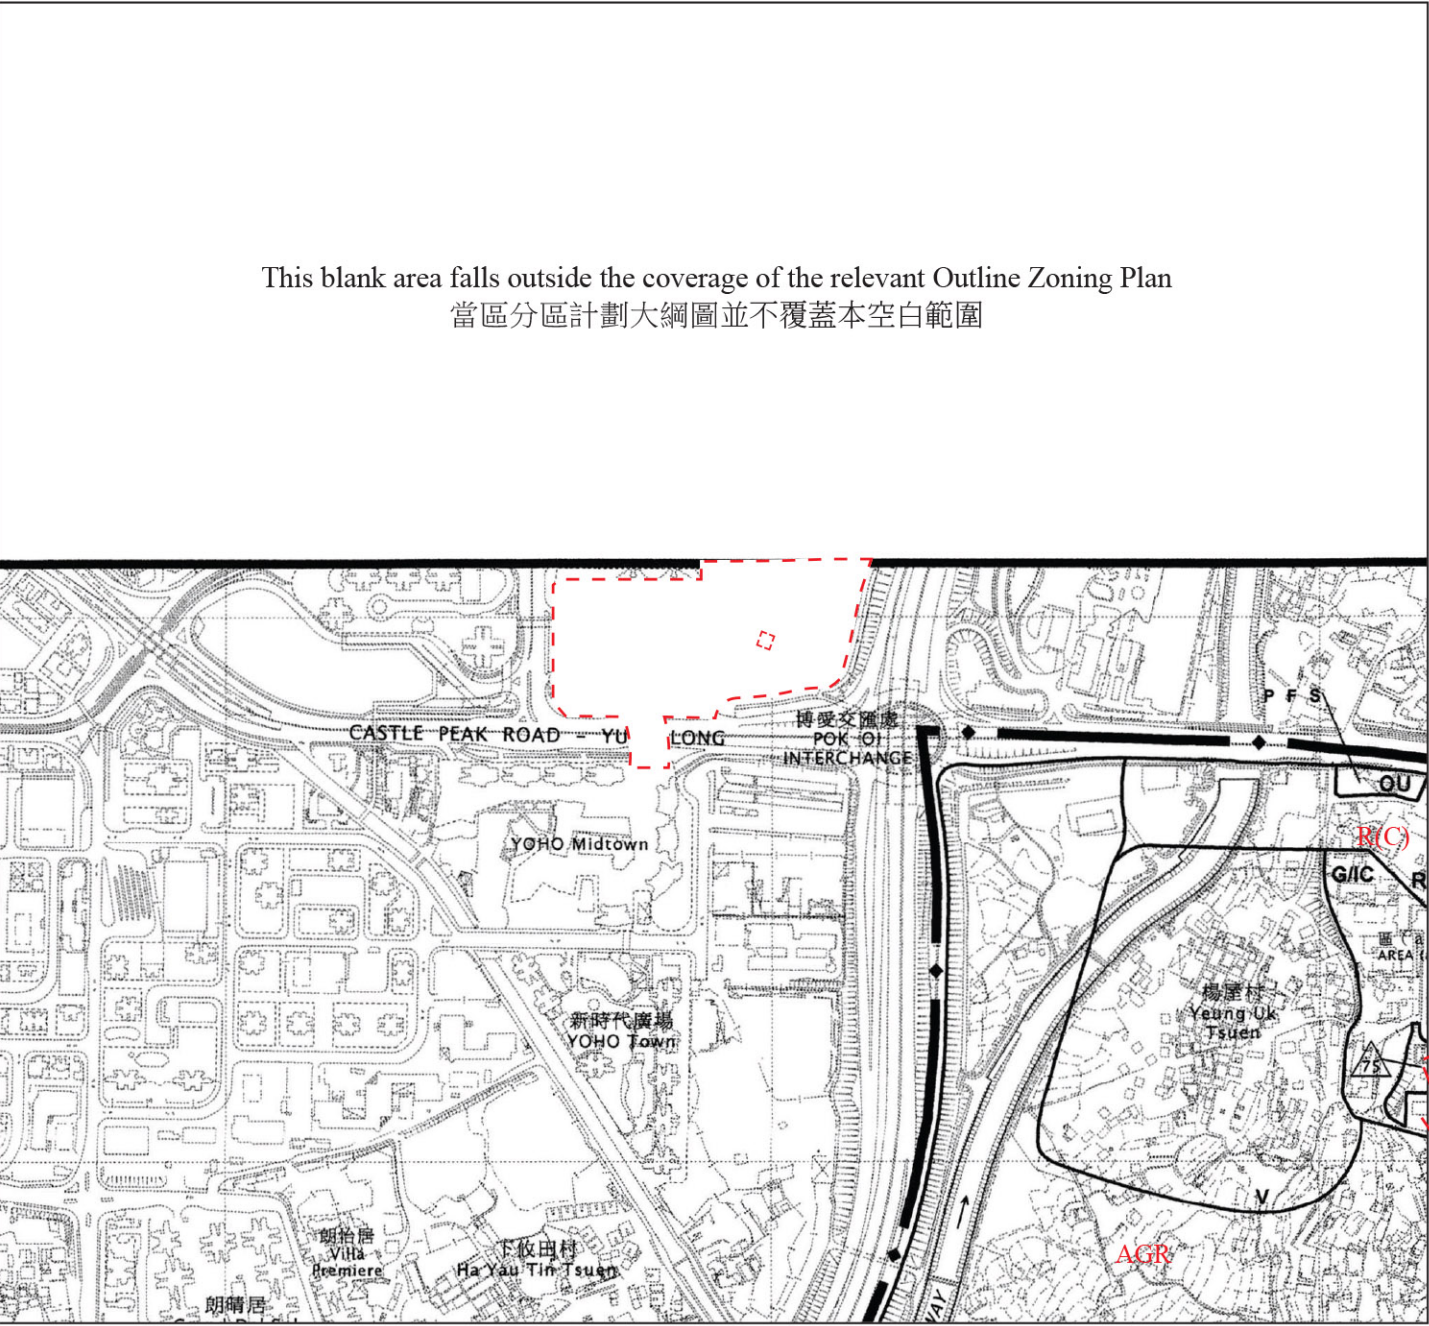 This blank area falls outside the coverage of the relevant Outline Zoning Plan
當區分區計劃大綱圖並不覆蓋本空白範圍
P F S
博愛交匯處
CASTLE PEAK ROAD - YU LONG
POK OI
INTERCHANGE
OU
R(C)
YOHO Midtown
G/IC
R
區
AREA
楊屋村
Yeung Uk
Tsuen
新時代廣場
YOHO Town
75
V
朗怡居
Villa
Premiere
下攸田村
Ha Yau Tin Tsuen
AGR
朗晴居
WAY